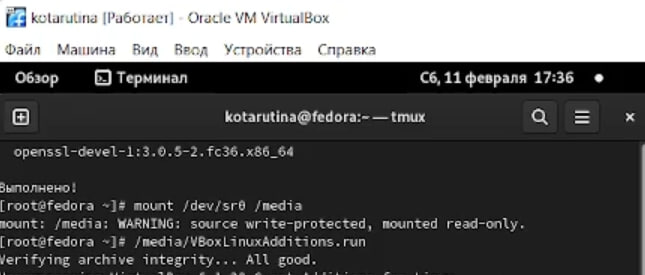 kotarutina [Работает] - Oracle VM VirtualBox
Файл Машина Вид Ввод Устройства Справка
Обзор Терминал Сб, 11 февраля 17:36
kotarutina@fedora:~ — tmux
openssl-devel-1:3.0.5-2.fc36.x86_64
Выполнено!
[root@fedora ~]# mount /dev/sr0 /media
mount: /media: WARNING: source write-protected, mounted read-only.
[root@fedora ~]# /media/VBoxLinuxAdditions.run
Verifying archive integrity... All good.